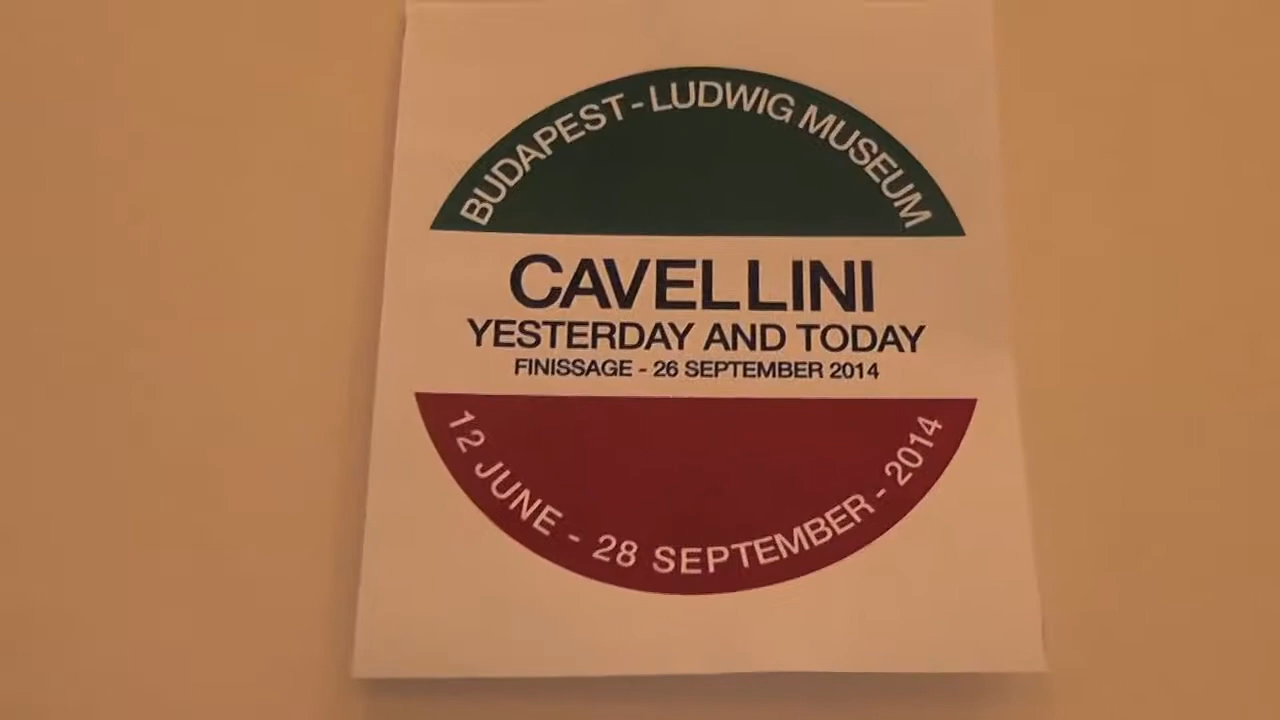 BUDAPEST-LUDWIG MUSEUM
CAVELLINI
YESTERDAY AND TODAY
FINISSAGE - 26 SEPTEMBER 2014
12 JUNE - 28 SEPTEMBER - 2014